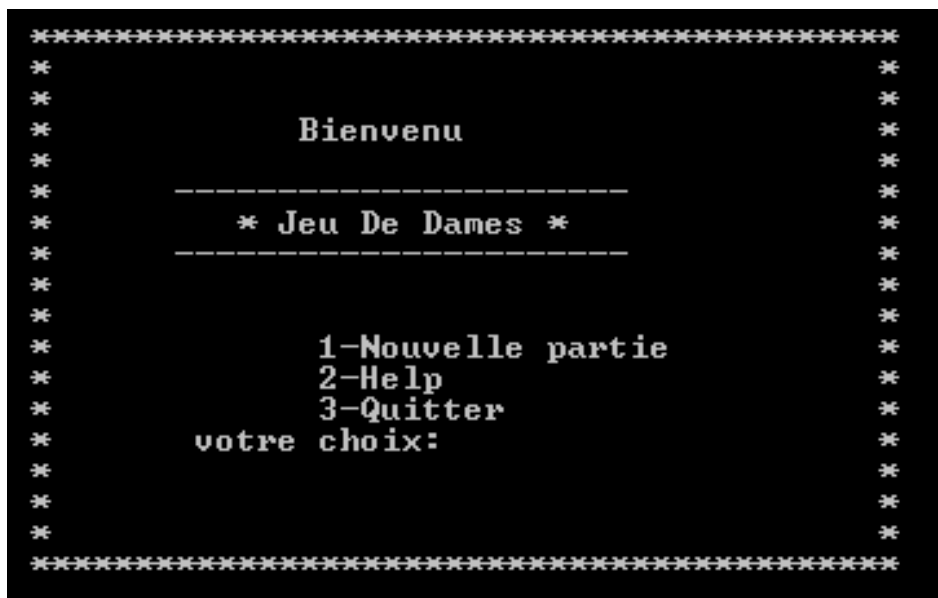 ******************************************
* *
* *
* Bienvenu *
* *
* ---------------------- *
* * Jeu De Dames * *
* ---------------------- *
* *
* *
* 1-Nouvelle partie *
* 2-Help *
* 3-Quitter *
* votre choix: *
* *
* *
* *
******************************************